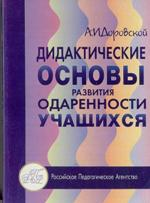 А.И.Доровской
ДИДАКТИЧЕСКИЕ
ОСНОВЫ
РАЗВИТИЯ
ОДАРЕННОСТИ
УЧАЩИХСЯ
Российское Педагогическое Агентство